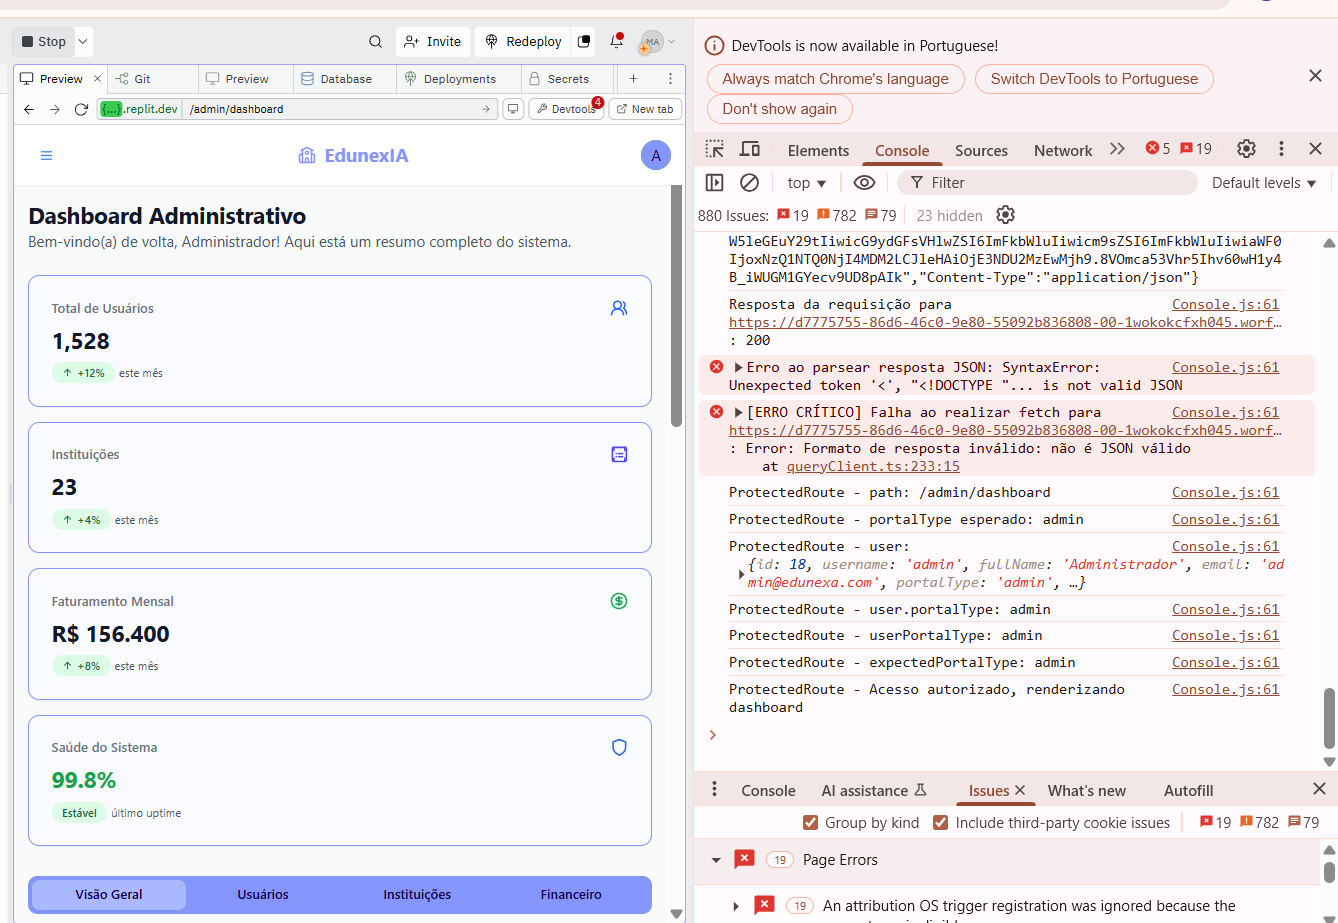 Stop
Invite
Redeploy
MA
Preview
Git
Preview
Database
Deployments
Secrets
{...}.replit.dev /admin/dashboard
Devtools 4
New tab
EdunexIA
A
Dashboard Administrativo
Bem-vindo(a) de volta, Administrador! Aqui está um resumo completo do sistema.
Total de Usuários
1,528
+12% este mês
Instituições
23
+4% este mês
Faturamento Mensal
R$ 156.400
+8% este mês
Saúde do Sistema
99.8%
Estável último uptime
Visão Geral Usuários Instituições Financeiro
DevTools is now available in Portuguese!
Always match Chrome's language
Switch DevTools to Portuguese
Don't show again
Elements Console Sources Network 5 19
top Filter Default levels
880 Issues: 19 782 79 23 hidden
W5leGEuY29tIiwicG9ydGFsVHlwZSI6ImFkbWluIiwicm9sZSI6ImFkbWluIiwiaWF0
IjoxNzQ1NTQ0NjI4MDM2LCJleHAiOjE3NDU2MzEwMjh9.8VOmca53Vhr5Ihv60wH1y4
B_iWUGM1GYecv9UD8pAIk","Content-Type":"application/json"}
Resposta da requisição para Console.js:61
https://d7775755-86d6-46c0-9e80-55092b836808-00-1wokokcfxh045.worf…
: 200
Erro ao parsear resposta JSON: SyntaxError: Console.js:61
Unexpected token '<', "<!DOCTYPE "... is not valid JSON
[ERRO CRÍTICO] Falha ao realizar fetch para Console.js:61
https://d7775755-86d6-46c0-9e80-55092b836808-00-1wokokcfxh045.worf…
: Error: Formato de resposta inválido: não é JSON válido
at queryClient.ts:233:15
ProtectedRoute - path: /admin/dashboard Console.js:61
ProtectedRoute - portalType esperado: admin Console.js:61
ProtectedRoute - user: Console.js:61
{id: 18, username: 'admin', fullName: 'Administrador', email: 'ad
min@edunexa.com', portalType: 'admin', …}
ProtectedRoute - user.portalType: admin Console.js:61
ProtectedRoute - userPortalType: admin Console.js:61
ProtectedRoute - expectedPortalType: admin Console.js:61
ProtectedRoute - Acesso autorizado, renderizando Console.js:61
dashboard
Console AI assistance Issues What's new Autofill
Group by kind Include third-party cookie issues 19 782 79
19 Page Errors
19 An attribution OS trigger registration was ignored because the